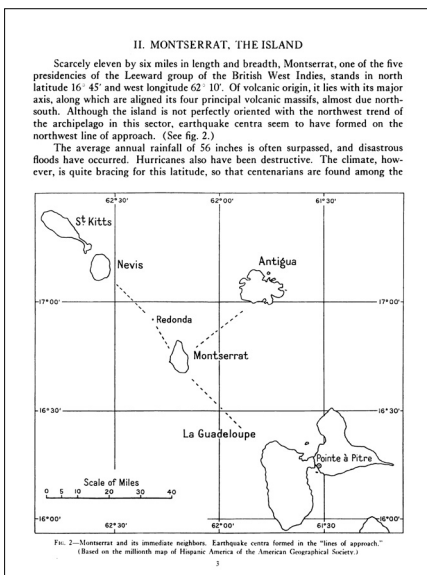 II. MONTSERRAT, THE ISLAND
Scarcely eleven by six miles in length and breadth, Montserrat, one of the five
presidencies of the Leeward group of the British West Indies, stands in north
latitude 16° 45′ and west longitude 62° 10′. Of volcanic origin, it lies with its major
axis, along which are aligned its four principal volcanic massifs, almost due north-
south. Although the island is not perfectly oriented with the northwest trend of
the archipelago in this sector, earthquake centra seem to have formed on the
northwest line of approach. (See fig. 2.)
The average annual rainfall of 56 inches is often surpassed, and disastrous
floods have occurred. Hurricanes also have been destructive. The climate, how-
ever, is quite bracing for this latitude, so that centenarians are found among the
62°30′ 62°00′ 61°30′
St Kitts
Nevis
Antigua
17°00′ 17°00′
Redonda
Montserrat
16°30′ 16°30′
La Guadeloupe
Pointe à Pitre
Scale of Miles
0 5 10 20 30 40
16°00′ 16°00′
62°30′ 62°00′ 61°30′
FIG. 2—Montserrat and its immediate neighbors. Earthquake centra formed in the "lines of approach."
(Based on the millionth map of Hispanic America of the American Geographical Society.)
3